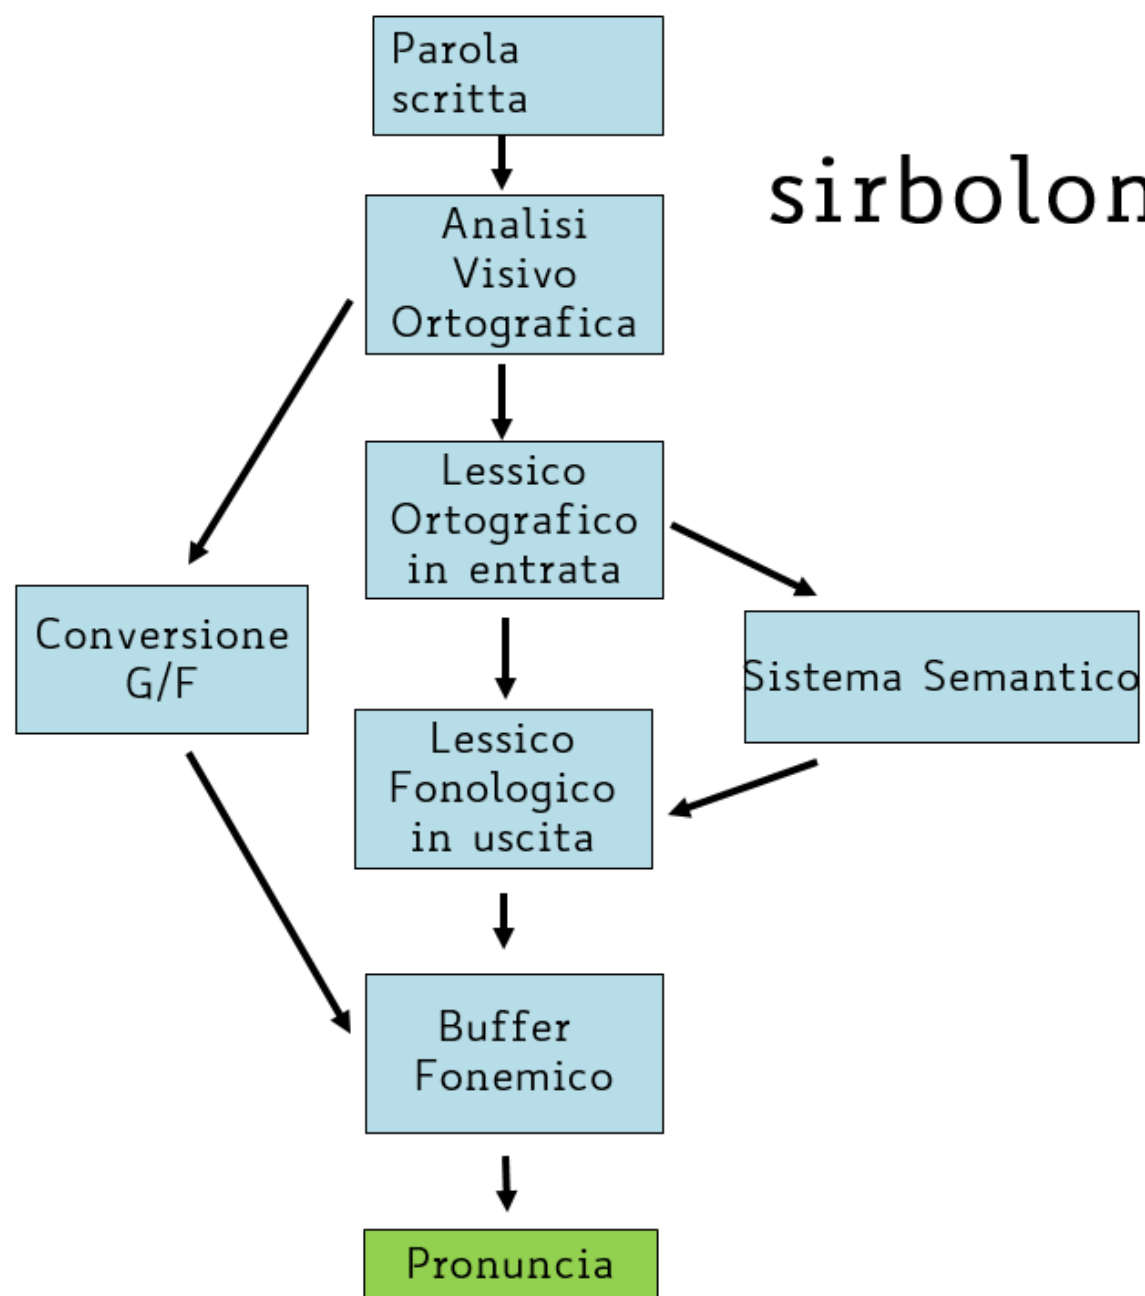 Parola
scritta
sirbolon
Analisi
Visivo
Ortografica
Lessico
Ortografico
in entrata
Conversione
G/F
Sistema Semantico
Lessico
Fonologico
in uscita
Buffer
Fonemico
Pronuncia